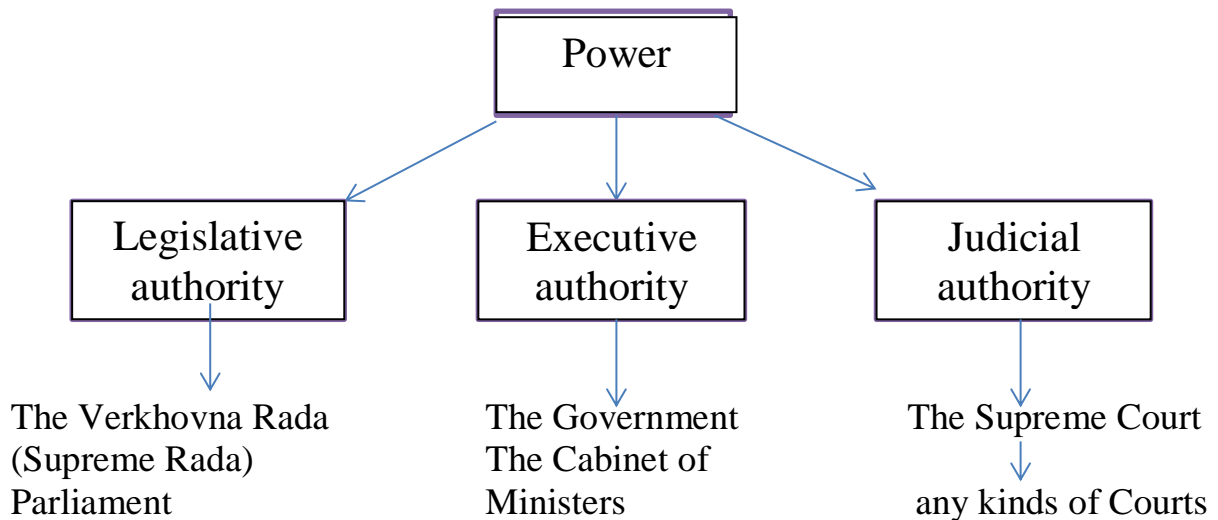 Power
Legislative
authority
Executive
authority
Judicial
authority
The Verkhovna Rada
(Supreme Rada)
Parliament
The Government
The Cabinet of
Ministers
The Supreme Court
any kinds of Courts